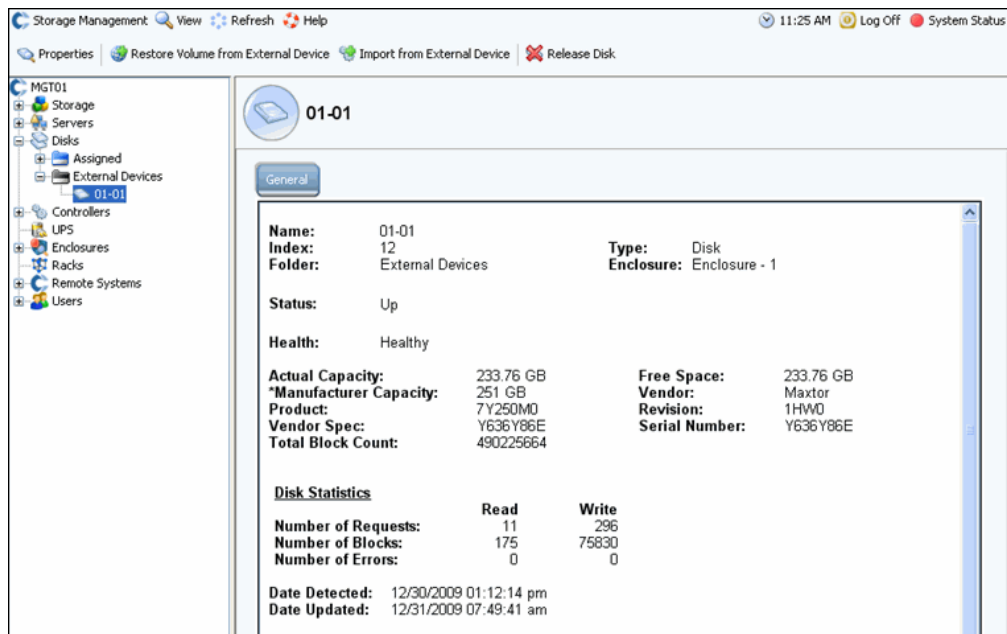 Storage Management View Refresh Help 11:25 AM Log Off System Status
Properties Restore Volume from External Device Import from External Device Release Disk
MGT01
Storage
Servers
Disks
Assigned
External Devices
01-01
Controllers
UPS
Enclosures
Racks
Remote Systems
Users
01-01
General
Name: 01-01
Index: 12 Type: Disk
Folder: External Devices Enclosure: Enclosure - 1
Status: Up
Health: Healthy
Actual Capacity: 233.76 GB Free Space: 233.76 GB
*Manufacturer Capacity: 251 GB Vendor: Maxtor
Product: 7Y250M0 Revision: 1HW0
Vendor Spec: Y636Y86E Serial Number: Y636Y86E
Total Block Count: 490225664
Disk Statistics
Read Write
Number of Requests: 11 296
Number of Blocks: 175 75830
Number of Errors: 0 0
Date Detected: 12/30/2009 01:12:14 pm
Date Updated: 12/31/2009 07:49:41 am